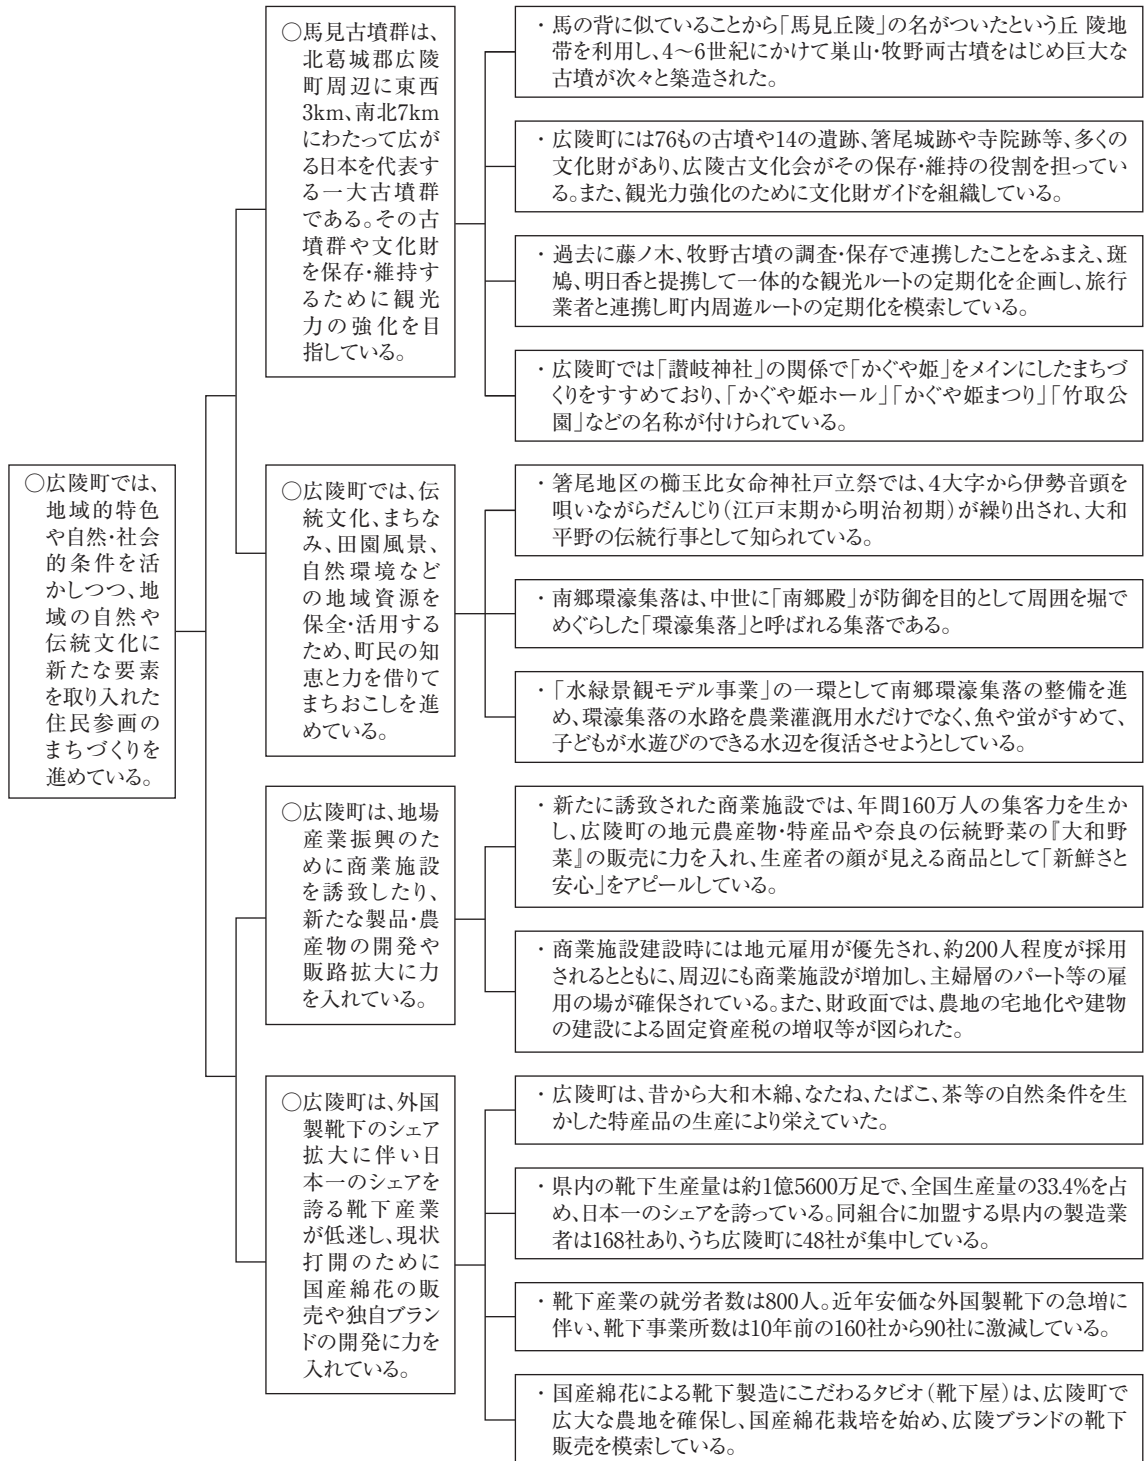 ○広陵町では、
地域的特色
や自然・社会
的条件を活
かしつつ、地
域の自然や
伝統文化に
新たな要素
を取り入れた
住民参画の
まちづくりを
進めている。
○馬見古墳群は、
北葛城郡広陵
町周辺に東西
3km、南北7km
にわたって広が
る日本を代表す
る一大古墳群
である。その古
墳群や文化財
を保存・維持す
るために観光
力の強化を目
指している。
・馬の背に似ていることから「馬見丘陵」の名がついたという丘 陵地
帯を利用し、4～6世紀にかけて巣山・牧野両古墳をはじめ巨大な
古墳が次々と築造された。
・広陵町には76もの古墳や14の遺跡、箸尾城跡や寺院跡等、多くの
文化財があり、広陵古文化会がその保存・維持の役割を担ってい
る。また、観光力強化のために文化財ガイドを組織している。
・過去に藤ノ木、牧野古墳の調査・保存で連携したことをふまえ、斑
鳩、明日香と提携して一体的な観光ルートの定期化を企画し、旅行
業者と連携し町内周遊ルートの定期化を模索している。
・広陵町では「讃岐神社」の関係で「かぐや姫」をメインにしたまちづ
くりをすすめており、「かぐや姫ホール」「かぐや姫まつり」「竹取公
園」などの名称が付けられている。
○広陵町では、伝
統文化、まちな
み、田園風景、
自然環境など
の地域資源を
保全・活用する
ため、町民の知
恵と力を借りて
まちおこしを進
めている。
・箸尾地区の櫛玉比女命神社戸立祭では、4大字から伊勢音頭を
唄いながらだんじり（江戸末期から明治初期）が繰り出され、大和
平野の伝統行事として知られている。
・南郷環濠集落は、中世に「南郷殿」が防御を目的として周囲を堀で
めぐらした「環濠集落」と呼ばれる集落である。
・「水緑景観モデル事業」の一環として南郷環濠集落の整備を進
め、環濠集落の水路を農業灌漑用水だけでなく、魚や蛍がすめて、
子どもが水遊びのできる水辺を復活させようとしている。
○広陵町は、地場
産業振興のた
めに商業施設
を誘致したり、
新たな製品・農
産物の開発や
販路拡大に力
を入れている。
・新たに誘致された商業施設では、年間160万人の集客力を生か
し、広陵町の地元農産物・特産品や奈良の伝統野菜の『大和野
菜』の販売に力を入れ、生産者の顔が見える商品として「新鮮さと
安心」をアピールしている。
・商業施設建設時には地元雇用が優先され、約200人程度が採用
されるとともに、周辺にも商業施設が増加し、主婦層のパート等の雇
用の場が確保されている。また、財政面では、農地の宅地化や建物
の建設による固定資産税の増収等が図られた。
○広陵町は、外国
製靴下のシェア
拡大に伴い日
本一のシェアを
誇る靴下産業
が低迷し、現状
打開のために
国産綿花の販
売や独自ブラン
ドの開発に力を
入れている。
・広陵町は、昔から大和木綿、なたね、たばこ、茶等の自然条件を生
かした特産品の生産により栄えていた。
・県内の靴下生産量は約1億5600万足で、全国生産量の33.4%を占
め、日本一のシェアを誇っている。同組合に加盟する県内の製造業
者は168社あり、うち広陵町に48社が集中している。
・靴下産業の就労者数は800人。近年安価な外国製靴下の急増に
伴い、靴下事業所数は10年前の160社から90社に激減している。
・国産綿花による靴下製造にこだわるタビオ（靴下屋）は、広陵町で
広大な農地を確保し、国産綿花栽培を始め、広陵ブランドの靴下
販売を模索している。